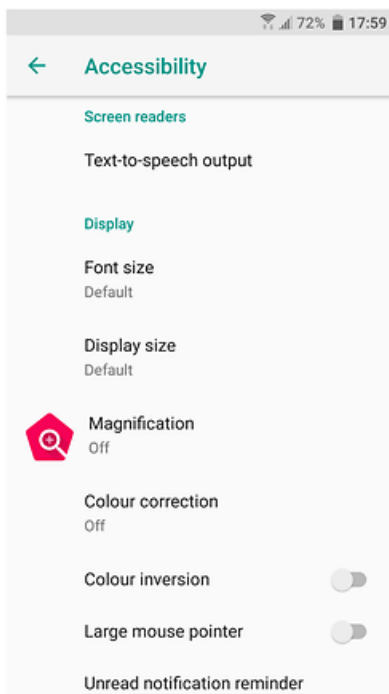 72% 17:59
Accessibility
Screen readers
Text-to-speech output
Display
Font size
Default
Display size
Default
Magnification
Off
Colour correction
Off
Colour inversion
Large mouse pointer
Unread notification reminder